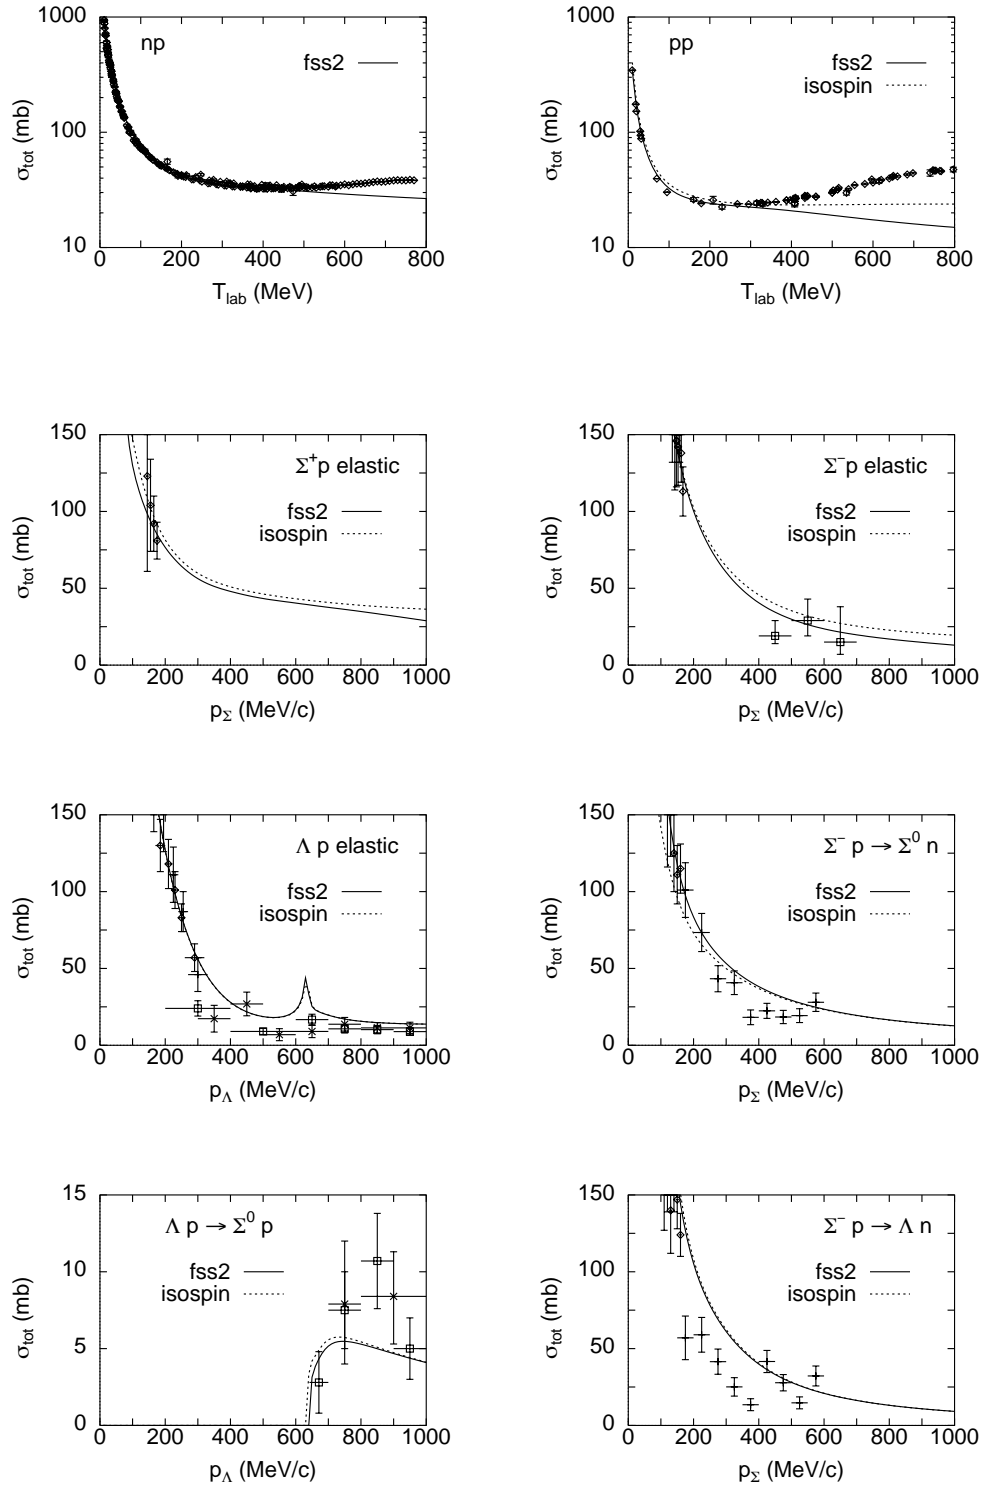 1000
100
10
σtot (mb)
np
fss2
0 200 400 600 800
Tlab (MeV)
1000
100
10
σtot (mb)
pp
fss2
isospin
0 200 400 600 800
Tlab (MeV)
150
100
50
0
σtot (mb)
Σ+p elastic
fss2
isospin
0 200 400 600 800 1000
pΣ (MeV/c)
150
100
50
0
σtot (mb)
Σ−p elastic
fss2
isospin
0 200 400 600 800 1000
pΣ (MeV/c)
150
100
50
0
σtot (mb)
Λ p elastic
fss2
isospin
0 200 400 600 800 1000
pΛ (MeV/c)
150
100
50
0
σtot (mb)
Σ− p → Σ0 n
fss2
isospin
0 200 400 600 800 1000
pΣ (MeV/c)
15
10
5
0
σtot (mb)
Λ p → Σ0 p
fss2
isospin
0 200 400 600 800 1000
pΛ (MeV/c)
150
100
50
0
σtot (mb)
Σ− p → Λ n
fss2
isospin
0 200 400 600 800 1000
pΣ (MeV/c)